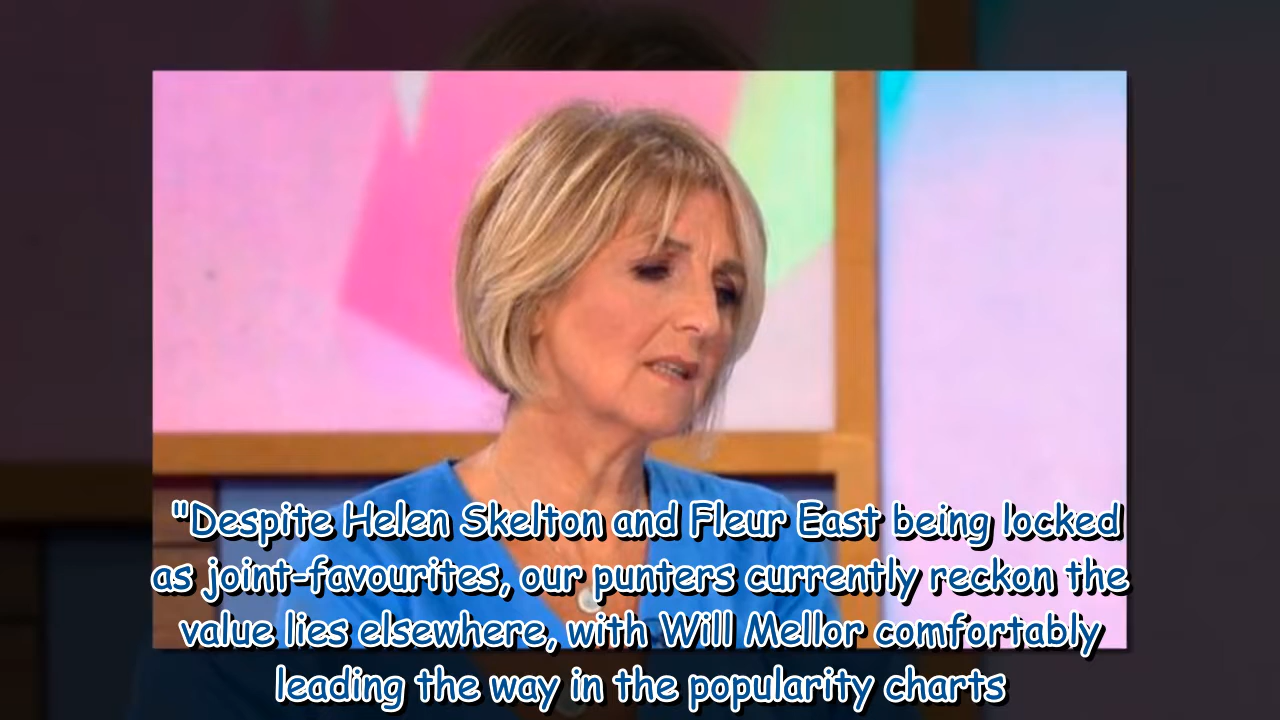 "Despite Helen Skelton and Fleur East being locked
as joint-favourites, our punters currently reckon the
value lies elsewhere, with Will Mellor comfortably
leading the way in the popularity charts